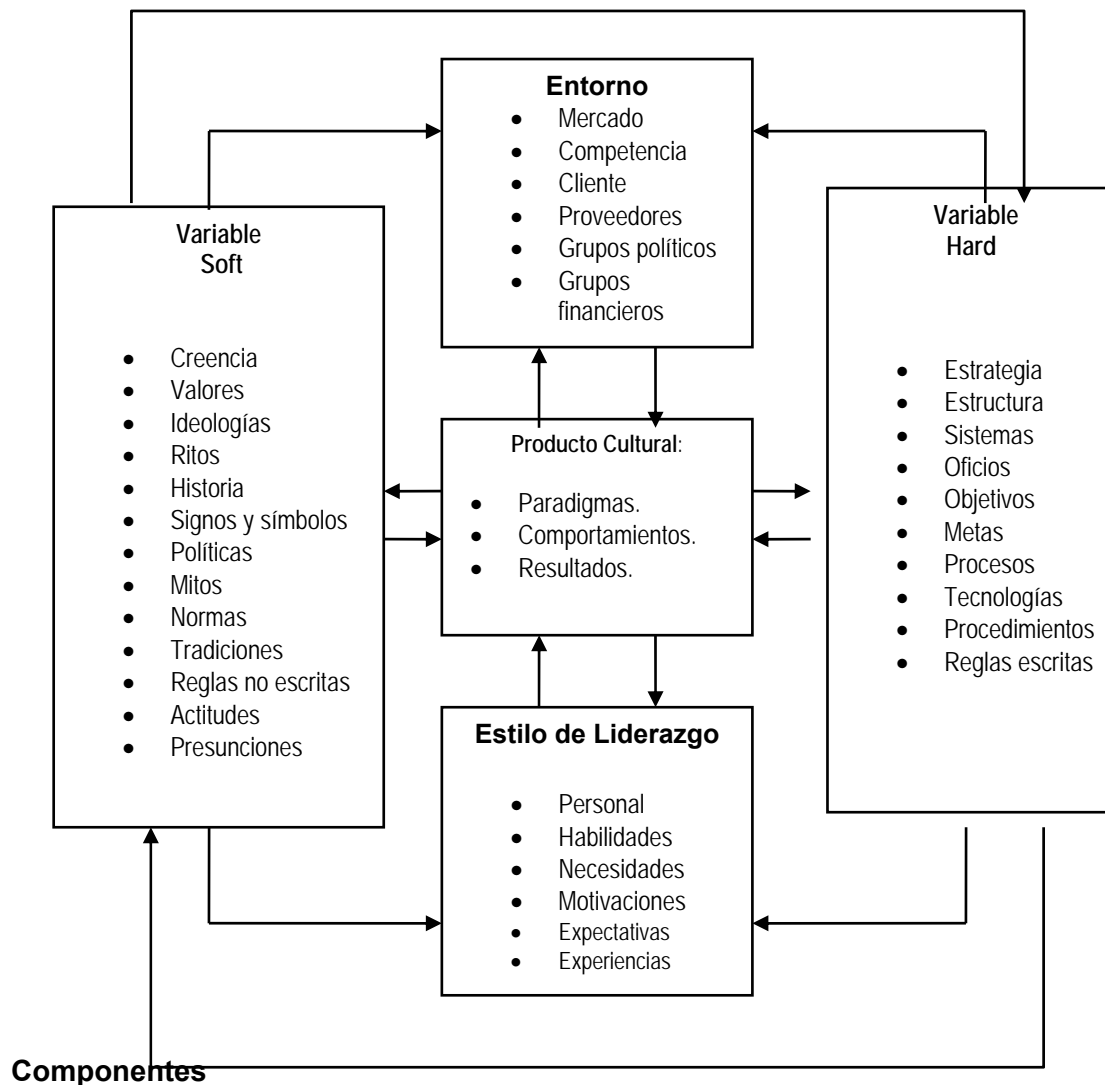 Entorno
• Mercado
• Competencia
• Cliente
• Proveedores
• Grupos políticos
• Grupos
financieros
Variable
Soft
• Creencia
• Valores
• Ideologías
• Ritos
• Historia
• Signos y símbolos
• Políticas
• Mitos
• Normas
• Tradiciones
• Reglas no escritas
• Actitudes
• Presunciones
Producto Cultural:
• Paradigmas.
• Comportamientos.
• Resultados.
Variable
Hard
• Estrategia
• Estructura
• Sistemas
• Oficios
• Objetivos
• Metas
• Procesos
• Tecnologías
• Procedimientos
• Reglas escritas
Estilo de Liderazgo
• Personal
• Habilidades
• Necesidades
• Motivaciones
• Expectativas
• Experiencias
Componentes